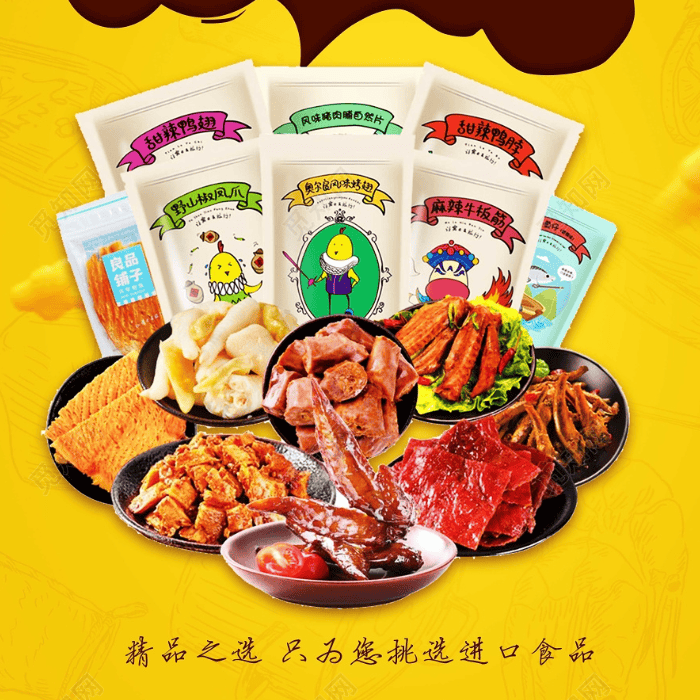 甜辣鸭翅
风味猪肉脯自然片
甜辣鸭脖
野山椒凤爪
奥尔良风味烤翅
麻辣牛板筋
良品
铺子
精品之选 只为您挑选进口食品